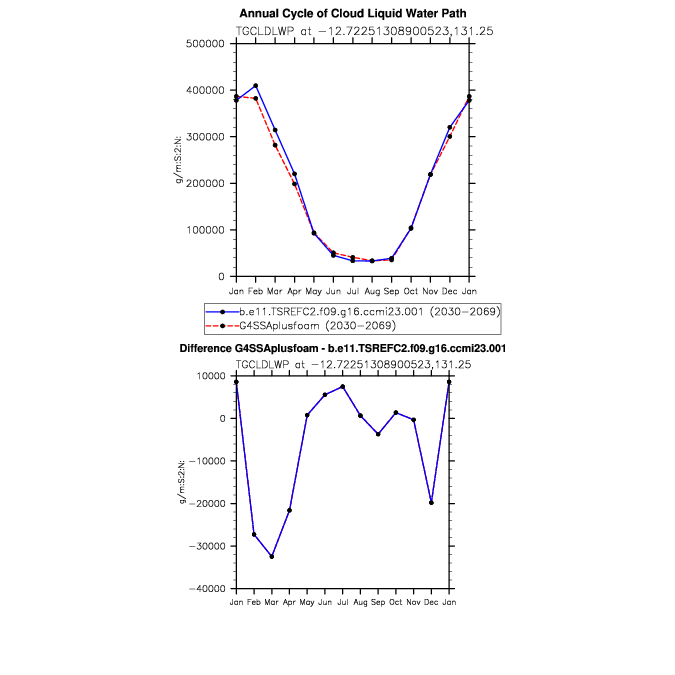 Annual Cycle of Cloud Liquid Water Path
TGCLDLWP at −12.72251308900523,131.25
500000
400000
300000
200000
100000
0
g/m:S:2:N:
Jan Feb Mar Apr May Jun Jul Aug Sep Oct Nov Dec Jan
b.e11.TSREFC2.f09.g16.ccmi23.001 (2030−2069)
G4SSAplusfoam (2030−2069)
Difference G4SSAplusfoam - b.e11.TSREFC2.f09.g16.ccmi23.001
TGCLDLWP at −12.72251308900523,131.25
10000
0
−10000
−20000
−30000
−40000
g/m:S:2:N:
Jan Feb Mar Apr May Jun Jul Aug Sep Oct Nov Dec Jan